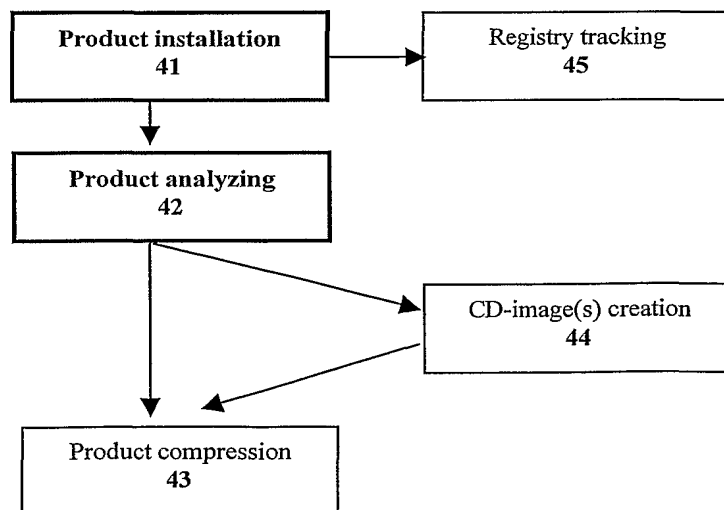 Product installation
41
Registry tracking
45
Product analyzing
42
CD-image(s) creation
44
Product compression
43